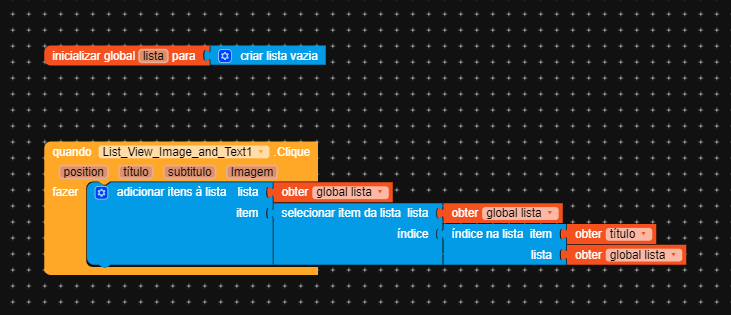 inicializar global lista para criar lista vazia
quando List_View_Image_and_Text1 .Clique
position título subtitulo Imagem
fazer adicionar itens à lista lista obter global lista
item selecionar item da lista lista obter global lista
índice índice na lista item obter título
lista obter global lista